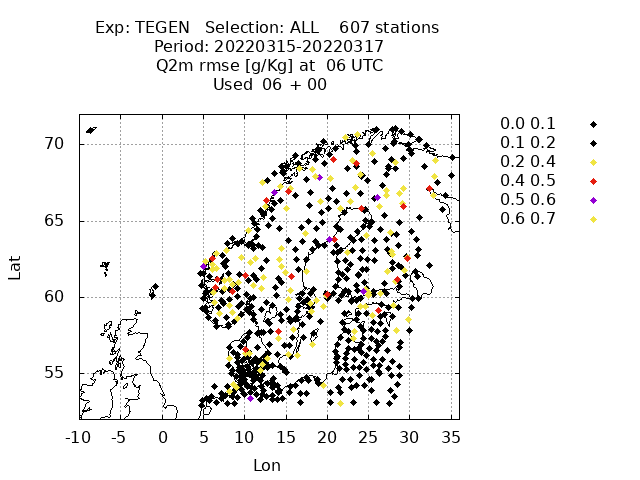 Exp: TEGEN Selection: ALL 607 stations
Period: 20220315-20220317
Q2m rmse [g/Kg] at 06 UTC
Used 06 + 00
0.0 0.1
0.1 0.2
0.2 0.4
0.4 0.5
0.5 0.6
0.6 0.7
70
65
60
55
Lat
-10 -5 0 5 10 15 20 25 30 35
Lon